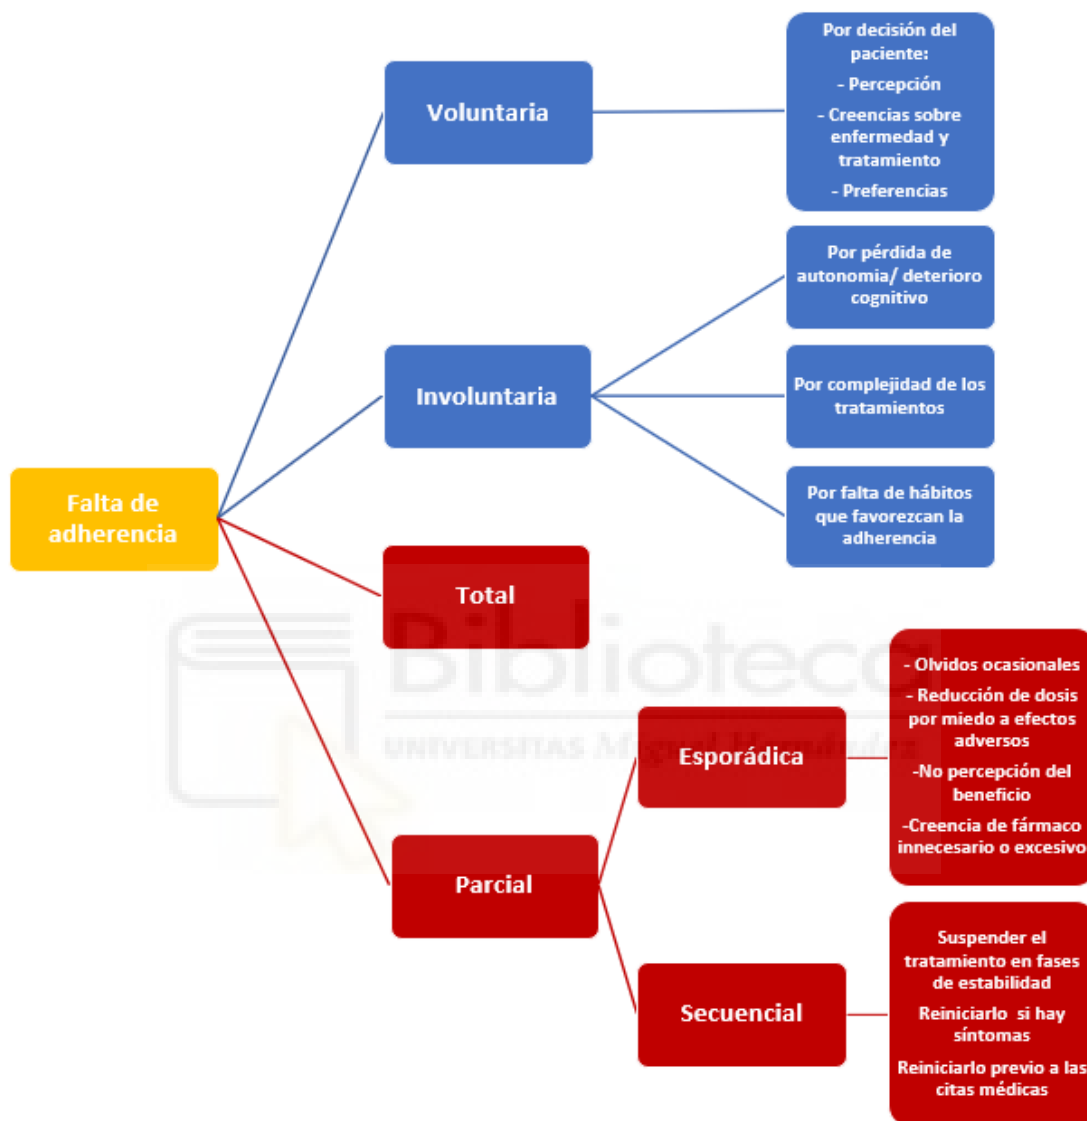 Por decisión del
paciente:
- Percepción
- Creencias sobre
enfermedad y
tratamiento
- Preferencias
Voluntaria
Por pérdida de
autonomia/ deterioro
cognitivo
Involuntaria
Por complejidad de los
tratamientos
Por falta de hábitos
que favorezcan la
adherencia
Falta de
adherencia
Total
Biblioteca
UNIVERSITAS Miguel Hernández
- Olvidos ocasionales
- Reducción de dosis
por miedo a efectos
adversos
-No percepción del
beneficio
-Creencia de fármaco
innecesario o excesivo
Esporádica
Parcial
Suspender el
tratamiento en fases
de estabilidad
Reiniciarlo si hay
síntomas
Reiniciarlo previo a las
citas médicas
Secuencial